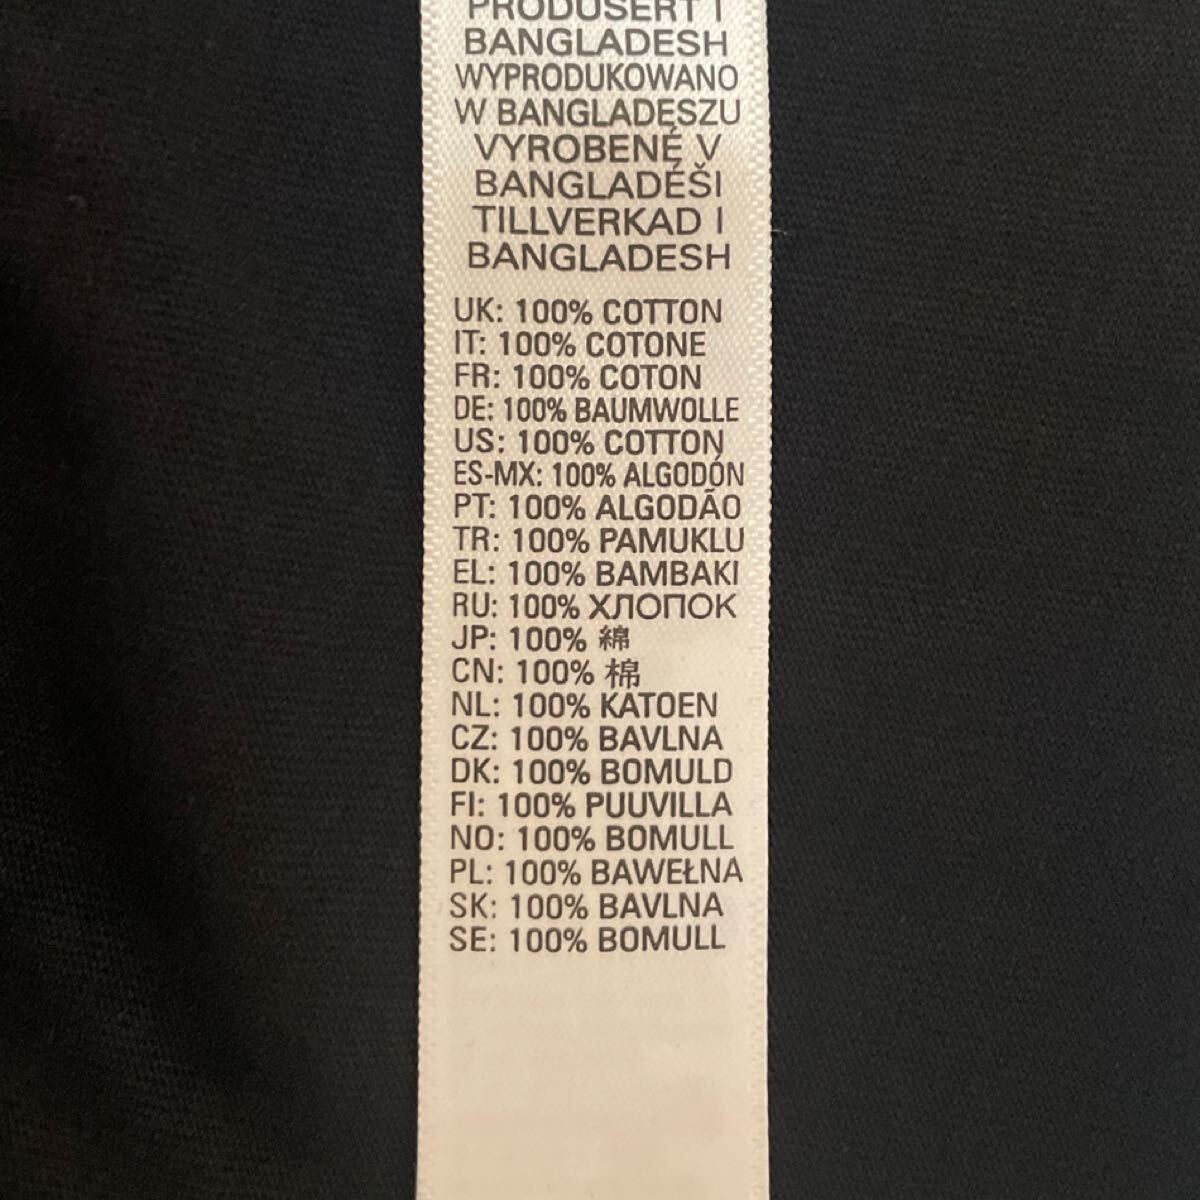 PRODUSERT I
BANGLADESH
WYPRODUKOWANO
W BANGLADESZU
VYROBENÉ V
BANGLADÉŠI
TILLVERKAD I
BANGLADESH
UK: 100% COTTON
IT: 100% COTONE
FR: 100% COTON
DE: 100% BAUMWOLLE
US: 100% COTTON
ES-MX: 100% ALGODÓN
PT: 100% ALGODÃO
TR: 100% PAMUKLU
EL: 100% BAMBAKI
RU: 100% ХЛОПОК
JP: 100% 綿
CN: 100% 棉
NL: 100% KATOEN
CZ: 100% BAVLNA
DK: 100% BOMULD
FI: 100% PUUVILLA
NO: 100% BOMULL
PL: 100% BAWEŁNA
SK: 100% BAVLNA
SE: 100% BOMULL